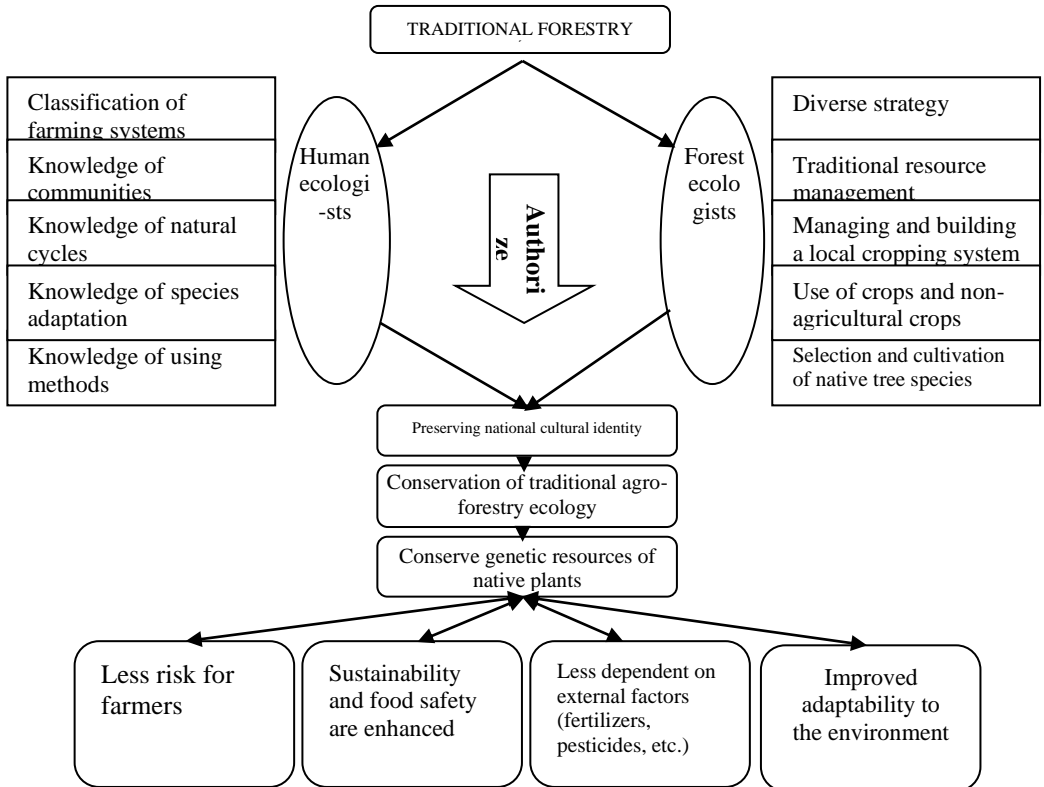 TRADITIONAL FORESTRY
Classification of
farming systems
Knowledge of
communities
Knowledge of natural
cycles
Knowledge of species
adaptation
Knowledge of using
methods
Human
ecologi
-sts
Authori
ze
Forest
ecolo
gists
Diverse strategy
Traditional resource
management
Managing and building
a local cropping system
Use of crops and non-
agricultural crops
Selection and cultivation
of native tree species
Preserving national cultural identity
Conservation of traditional agro-
forestry ecology
Conserve genetic resources of
native plants
Less risk for
farmers
Sustainability
and food safety
are enhanced
Less dependent on
external factors
(fertilizers,
pesticides, etc.)
Improved
adaptability to
the environment